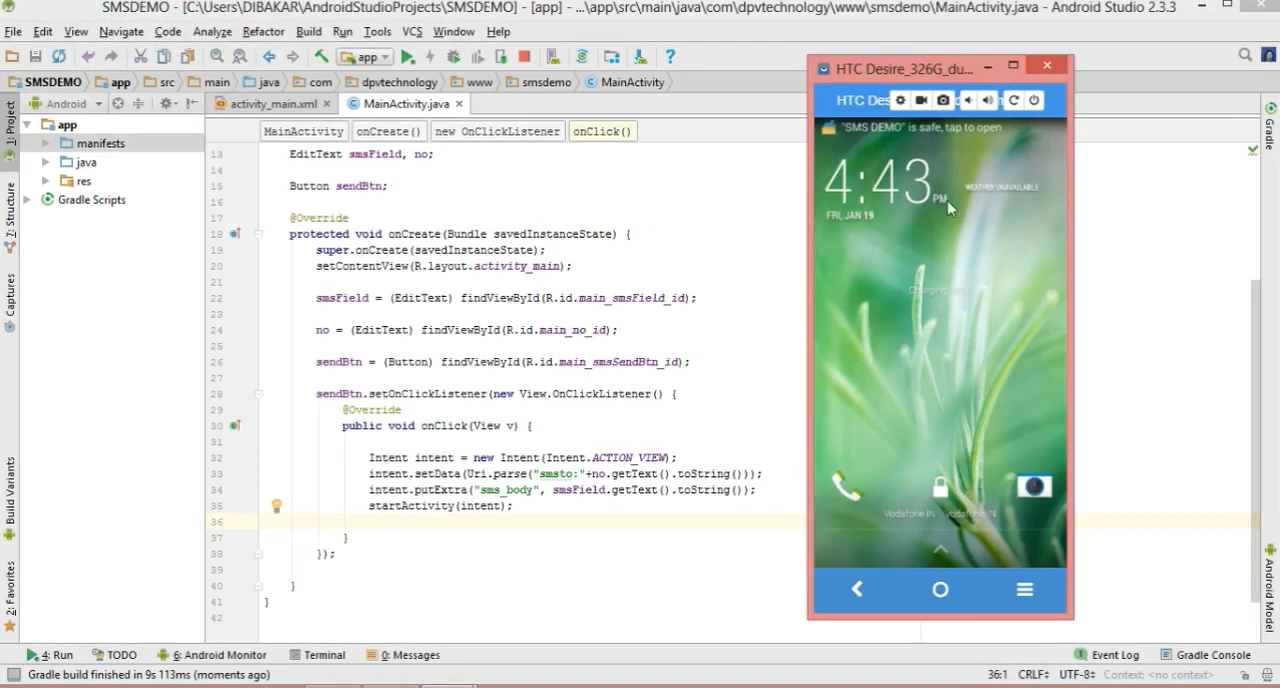 SMSDEMO - [C:\Users\DIBAKAR\AndroidStudioProjects\SMSDEMO] - [app] - ...\app\src\main\java\com\dpvtechnology\www\smsdemo\MainActivity.java - Android Studio 2.3.3
File Edit View Navigate Code Analyze Refactor Build Run Tools VCS Window Help
app
SMSDEMO app src main java com dpvtechnology www smsdemo MainActivity
Android activity_main.xml MainActivity.java
MainActivity onCreate() new OnClickListener onClick()
1: Project
7: Structure
Captures
Build Variants
2: Favorites
app
manifests
java
res
Gradle Scripts
13 EditText smsField, no;
14
15 Button sendBtn;
16
17 @Override
18 protected void onCreate(Bundle savedInstanceState) {
19 super.onCreate(savedInstanceState);
20 setContentView(R.layout.activity_main);
21
22 smsField = (EditText) findViewById(R.id.main_smsField_id);
23
24 no = (EditText) findViewById(R.id.main_no_id);
25
26 sendBtn = (Button) findViewById(R.id.main_smsSendBtn_id);
27
28 sendBtn.setOnClickListener(new View.OnClickListener() {
29 @Override
30 public void onClick(View v) {
31
32 Intent intent = new Intent(Intent.ACTION_VIEW);
33 intent.setData(Uri.parse("smsto:"+no.getText().toString()));
34 intent.putExtra("sms_body", smsField.getText().toString());
35 startActivity(intent);
36
37 }
38 });
39
40 }
41 }
42
HTC Desire_326G_du...
HTC Des
"SMS DEMO" is safe, tap to open
4:43 PM
WEATHER UNAVAILABLE
FRI, JAN 19
Vodafone IN vodafone IN
Gradle
Android Model
4: Run TODO 6: Android Monitor Terminal 0: Messages Event Log Gradle Console
Gradle build finished in 9s 113ms (moments ago) 36:1 CRLF UTF-8 Context: <no context>